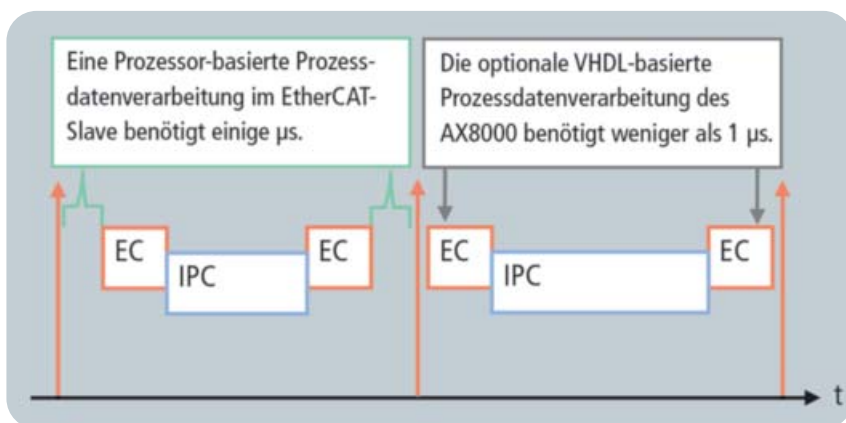 Eine Prozessor-basierte Prozess-
datenverarbeitung im EtherCAT-
Slave benötigt einige µs.
Die optionale VHDL-basierte
Prozessdatenverarbeitung des
AX8000 benötigt weniger als 1 µs.
EC
IPC
EC
EC
IPC
EC
t